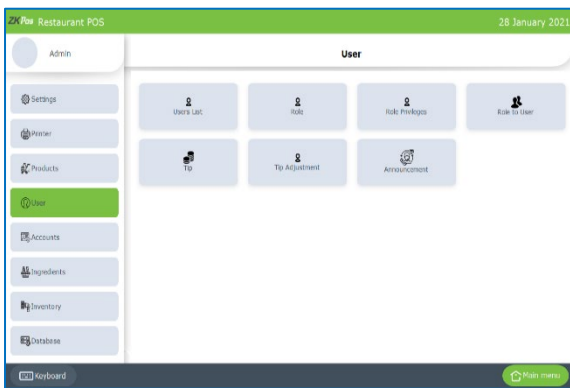 ZKPos Restaurant POS
28 January 2021
Admin
User
Settings
Printer
Products
User
Accounts
Ingredients
Inventory
Database
Users List
Role
Role Privileges
Role to User
Tip
Tip Adjustment
Announcement
Keyboard
Main menu